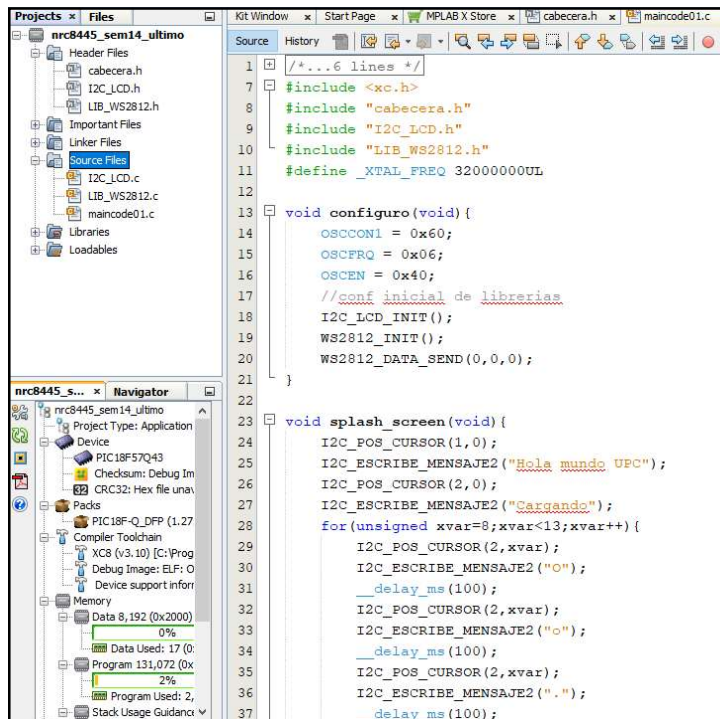 Projects x Files
nrc8445_sem14_ultimo
Header Files
cabecera.h
I2C_LCD.h
LIB_WS2812.h
Important Files
Linker Files
Source Files
I2C_LCD.c
LIB_WS2812.c
maincode01.c
Libraries
Loadables
nrc8445_s... x Navigator
nrc8445_sem14_ultimo
Project Type: Application
Device
PIC18F57Q43
Checksum: Debug Im
CRC32: Hex file unav
Packs
PIC18F-Q_DFP (1.27
Compiler Toolchain
XC8 (v3.10) [C:\Prog
Debug Image: ELF: O
Device support infor
Memory
Data 8,192 (0x2000)
0%
Data Used: 17 (0
Program 131,072 (0x
2%
Program Used: 2,
Stack Usage Guidance
Kit Window x Start Page x MPLAB X Store x cabecera.h x maincode01.c
Source History
1 /*...6 lines */
7 #include <xc.h>
8 #include "cabecera.h"
9 #include "I2C_LCD.h"
10 #include "LIB_WS2812.h"
11 #define _XTAL_FREQ 32000000UL
12
13 void configuro(void){
14 OSCCON1 = 0x60;
15 OSCFRQ = 0x06;
16 OSCEN = 0x40;
17 //conf inicial de librerias
18 I2C_LCD_INIT();
19 WS2812_INIT();
20 WS2812_DATA_SEND(0,0,0);
21 }
22
23 void splash_screen(void){
24 I2C_POS_CURSOR(1,0);
25 I2C_ESCRIBE_MENSAJE2("Hola mundo UPC");
26 I2C_POS_CURSOR(2,0);
27 I2C_ESCRIBE_MENSAJE2("Cargando");
28 for(unsigned xvar=8;xvar<13;xvar++){
29 I2C_POS_CURSOR(2,xvar);
30 I2C_ESCRIBE_MENSAJE2("O");
31 __delay_ms(100);
32 I2C_POS_CURSOR(2,xvar);
33 I2C_ESCRIBE_MENSAJE2("o");
34 __delay_ms(100);
35 I2C_POS_CURSOR(2,xvar);
36 I2C_ESCRIBE_MENSAJE2(".");
37 __delay_ms(100);